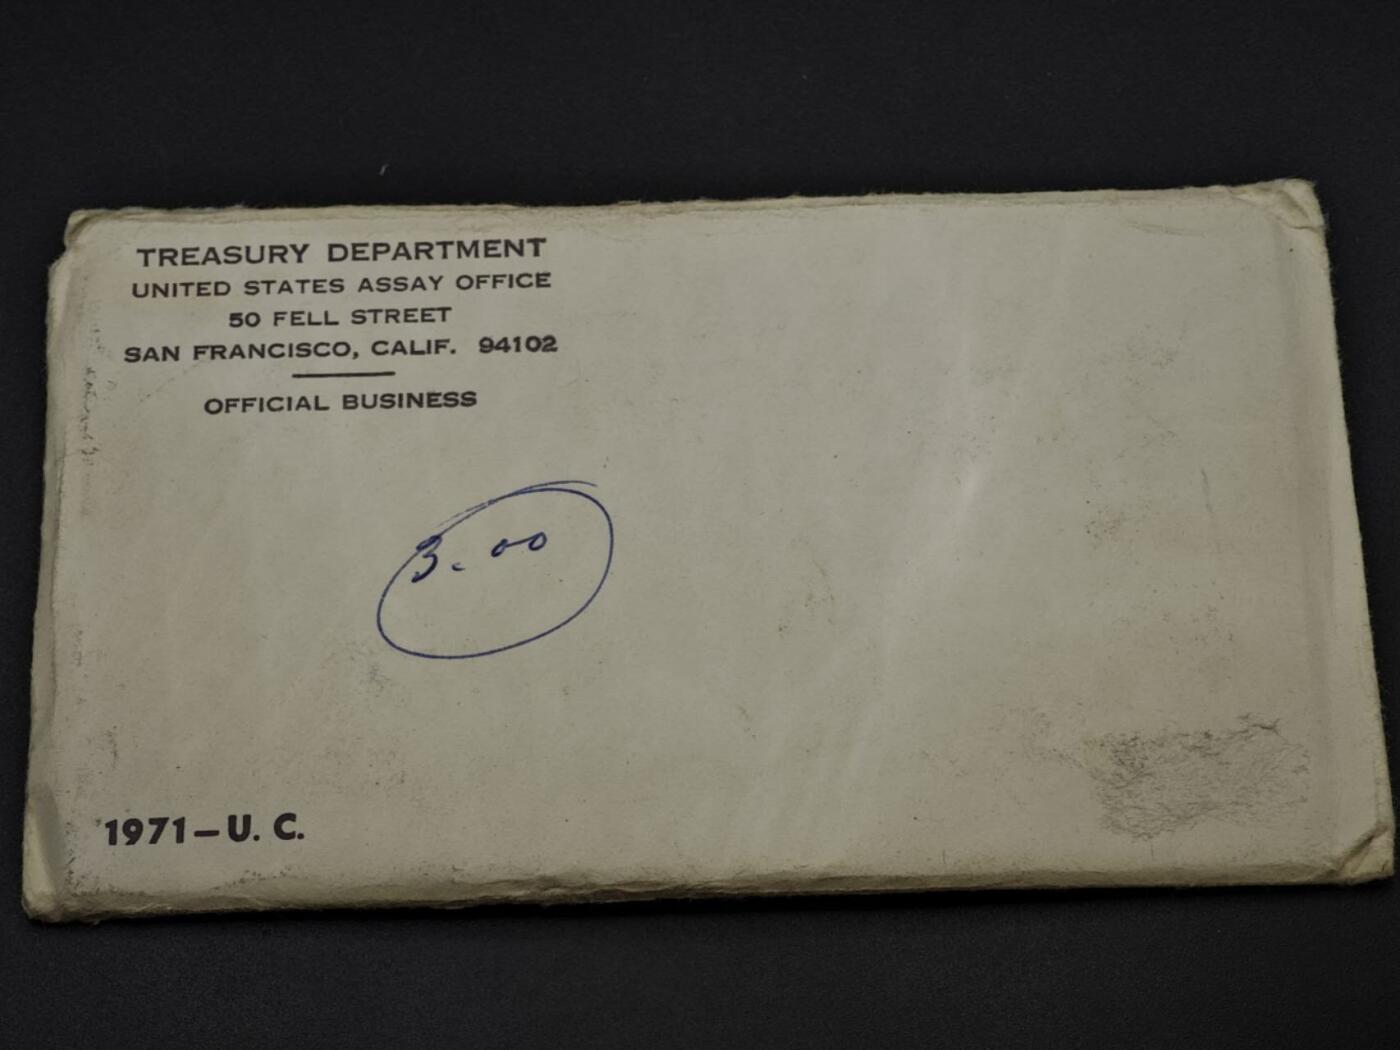 TREASURY DEPARTMENT
UNITED STATES ASSAY OFFICE
50 FELL STREET
SAN FRANCISCO, CALIF. 94102
OFFICIAL BUSINESS
3.00
1971-U. C.